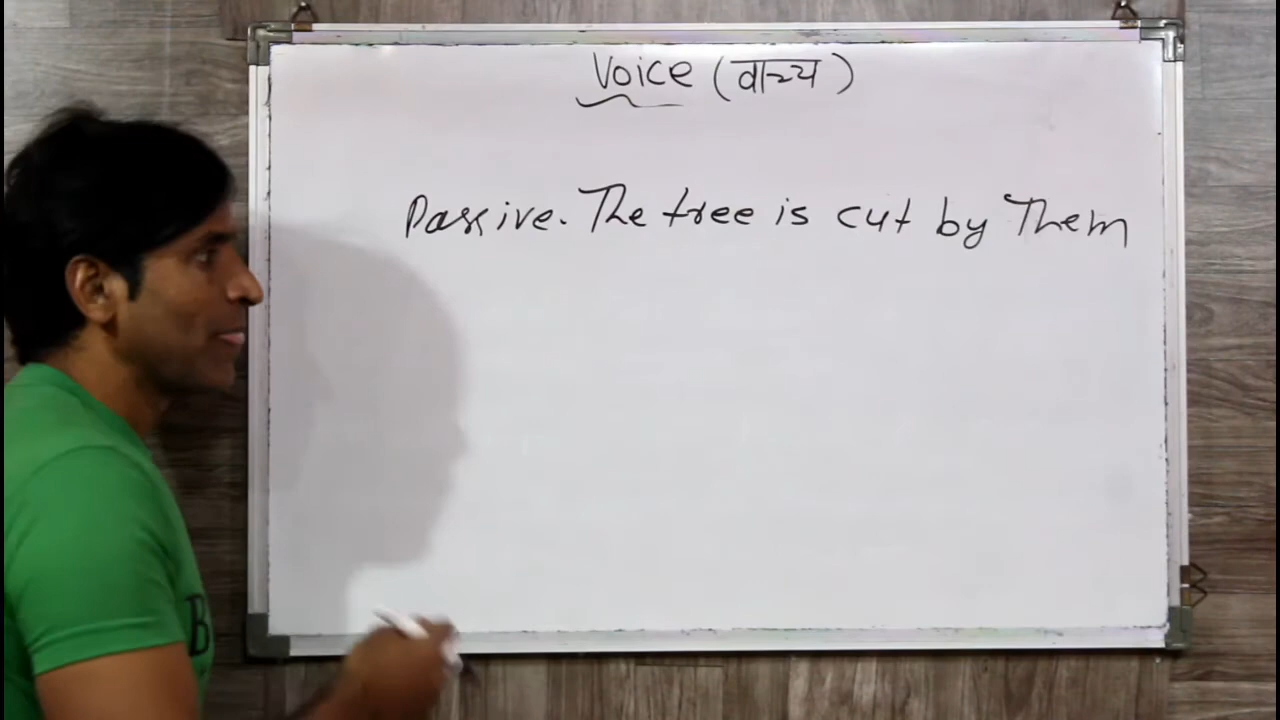 Voice (वाच्य)
Passive. The tree is cut by Them
B